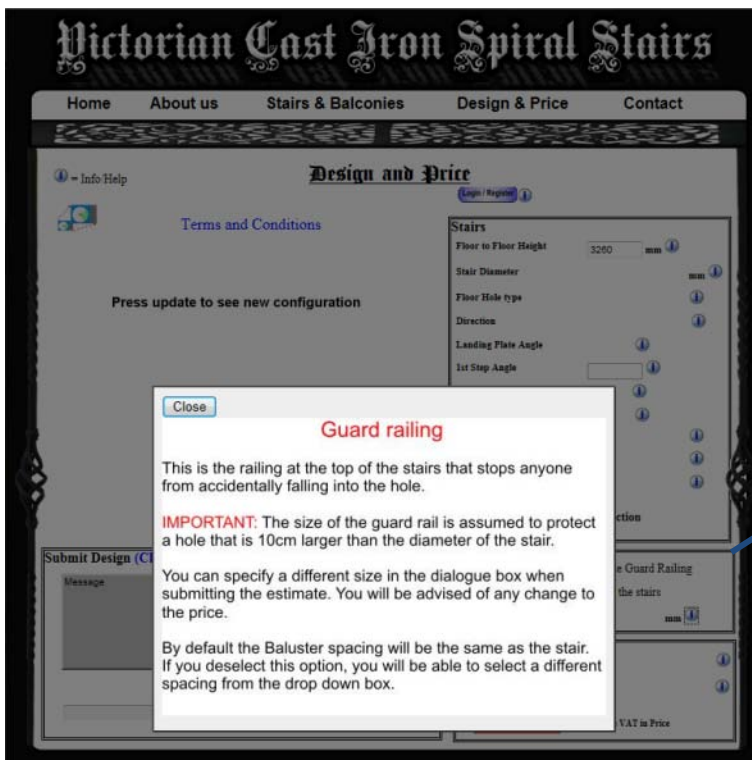 Victorian Cast Iron Spiral Stairs
Home About us Stairs & Balconies Design & Price Contact
= Info/Help
Design and Price
Login / Register
Terms and Conditions
Press update to see new configuration
Stairs
Floor to Floor Height 3260 mm
Stair Diameter mm
Floor Hole type
Direction
Landing Plate Angle
1st Step Angle
Close
Guard railing
This is the railing at the top of the stairs that stops anyone
from accidentally falling into the hole.
IMPORTANT: The size of the guard rail is assumed to protect
a hole that is 10cm larger than the diameter of the stair.
You can specify a different size in the dialogue box when
submitting the estimate. You will be advised of any change to
the price.
By default the Baluster spacing will be the same as the stair.
If you deselect this option, you will be able to select a different
spacing from the drop down box.
Submit Design
Message
Guard Railing
the stairs
mm
VAT in Price